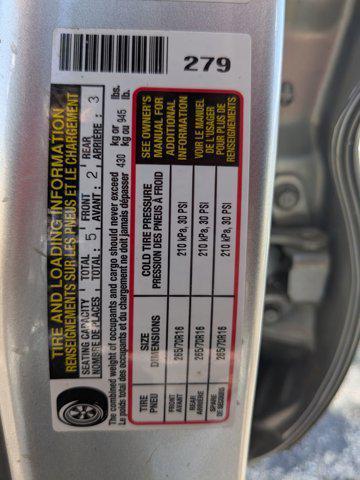 279
TIRE AND LOADING INFORMATION
RENSEIGNEMENTS SUR LES PNEUS ET LE CHARGEMENT
SEATING CAPACITY TOTAL FRONT REAR
NOMBRE DE PLACES TOTAL : 5 AVANT : 2 ARRIÈRE : 3
The combined weight of occupants and cargo should never exceed 430 kg or 945 lbs.
Le poids total des occupants et du chargement ne doit jamais dépasser kg ou lb.
TIRE SIZE COLD TIRE PRESSURE
PNEU DIMENSIONS PRESSION DES PNEUS À FROID
FRONT
AVANT 265/70R16 210 kPa, 30 PSI
REAR
ARRIÈRE 265/70R16 210 kPa, 30 PSI
SPARE
DE SECOURS 265/70R16 210 kPa, 30 PSI
SEE OWNER'S
MANUAL FOR
ADDITIONAL
INFORMATION
VOIR LE MANUEL
DE L'USAGER
POUR PLUS DE
RENSEIGNEMENTS